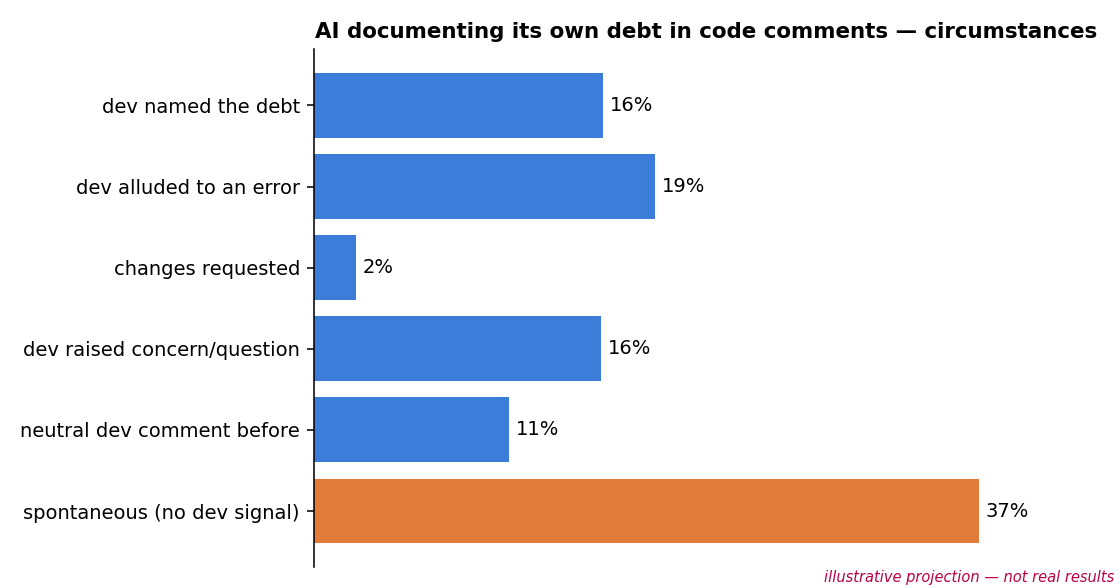 AI documenting its own debt in code comments — circumstances
dev named the debt
16%
dev alluded to an error
19%
changes requested
2%
dev raised concern/question
16%
neutral dev comment before
11%
spontaneous (no dev signal)
37%
illustrative projection — not real results